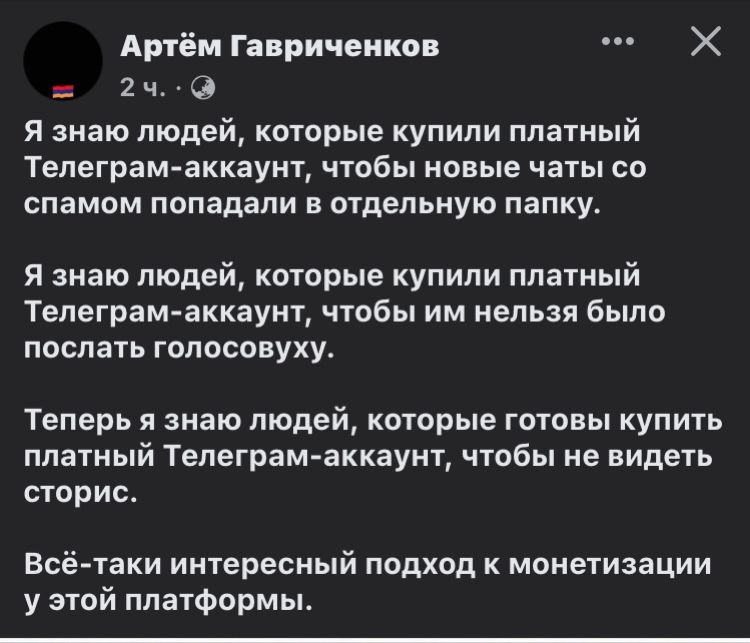 Артём Гавриченков
2 ч. ·
Я знаю людей, которые купили платный
Телеграм-аккаунт, чтобы новые чаты со
спамом попадали в отдельную папку.
Я знаю людей, которые купили платный
Телеграм-аккаунт, чтобы им нельзя было
послать голосовуху.
Теперь я знаю людей, которые готовы купить
платный Телеграм-аккаунт, чтобы не видеть
сторис.
Всё-таки интересный подход к монетизации
у этой платформы.